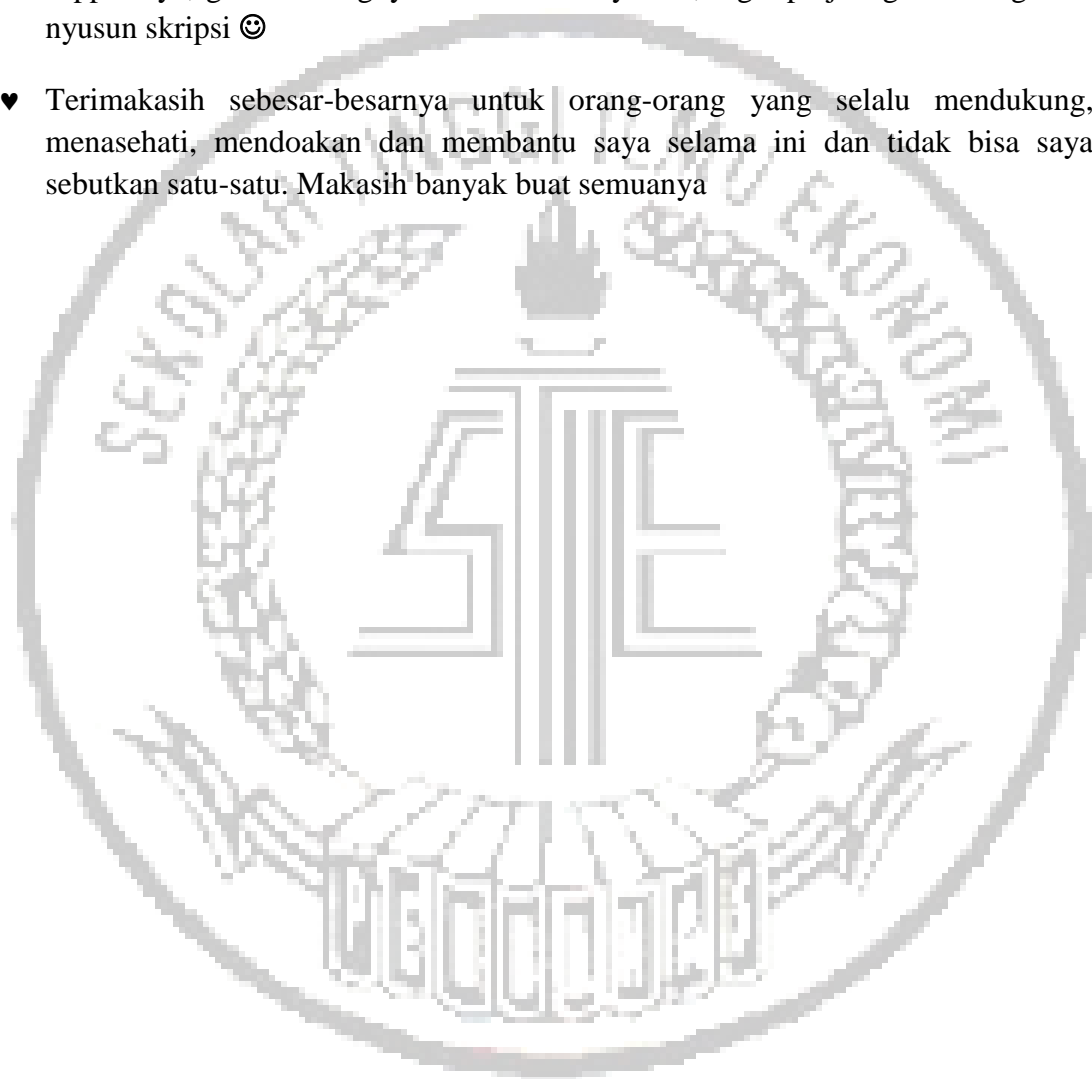 nyusun skripsi ☺
♥ Terimakasih sebesar-besarnya untuk orang-orang yang selalu mendukung,
menasehati, mendoakan dan membantu saya selama ini dan tidak bisa saya
sebutkan satu-satu. Makasih banyak buat semuanya
SEKOLAH TINGGI ILMU EKONOMI
STIE